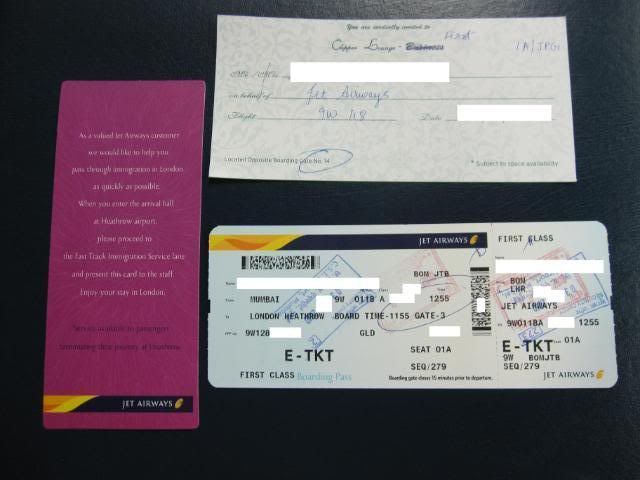 As a valued Jet Airways customer
we would like to help you
pass through immigration in London
as quickly as possible.
When you enter the arrival hall
at Heathrow airport,
please proceed to
the Fast Track Immigration Service lane
and present this card to the staff.
Enjoy your stay in London.
Service available to passengers
terminating their journey at Heathrow.
JET AIRWAYS
You are cordially invited to
First
Clipper Lounge - Business
1A/JPG
on behalf of Jet Airways
Flight 9W 118 Date
Located Opposite Boarding Gate No. 14 * Subject to space availability
JET AIRWAYS
BOM JTB
Name
From MUMBAI 9W 0118 A 1255
To LONDON HEATHROW BOARD TIME-1155 GATE-3
9W128 GLD
E-TKT SEAT 01A
SEQ/279
FIRST CLASS Boarding Pass Boarding gate closes 15 minutes prior to departure.
FIRST CLASS
Name
BOM
LHR
JET AIRWAYS
9W0118A 1255
E-TKT 01A
9W BOMJTB
SEQ/279
JET AIRWAYS